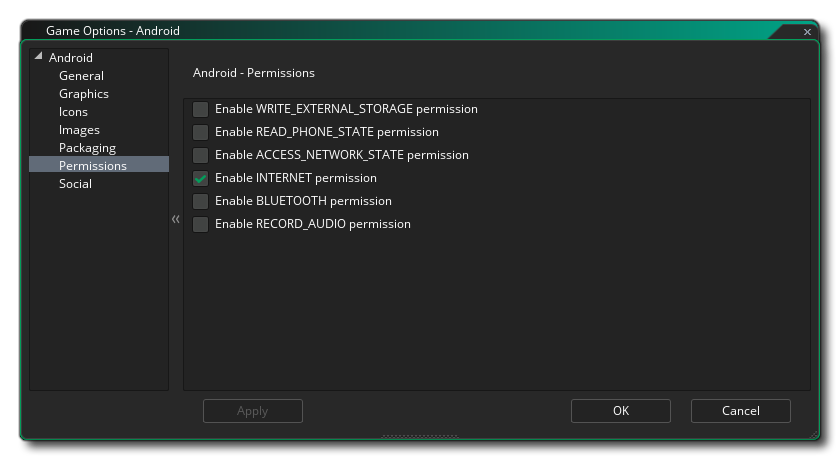 Game Options - Android
Android
General
Graphics
Icons
Images
Packaging
Permissions
Social
Android - Permissions
Enable WRITE_EXTERNAL_STORAGE permission
Enable READ_PHONE_STATE permission
Enable ACCESS_NETWORK_STATE permission
Enable INTERNET permission
Enable BLUETOOTH permission
Enable RECORD_AUDIO permission
Apply
OK
Cancel